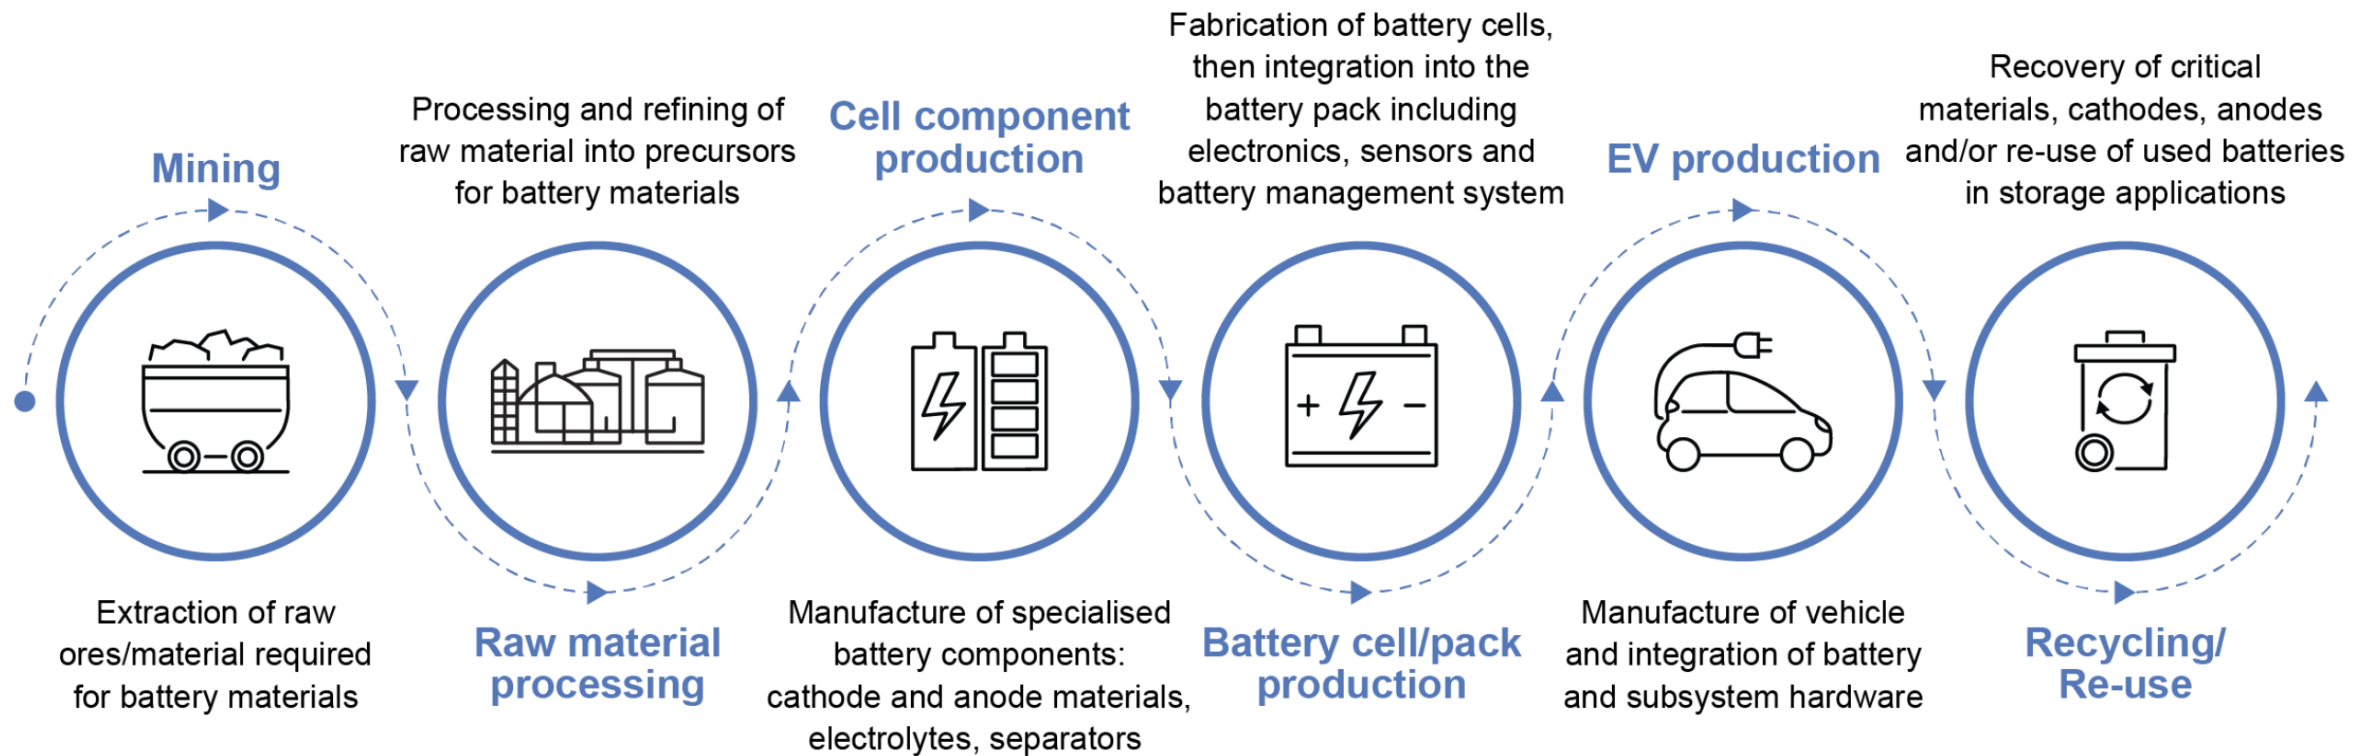 Mining
Extraction of raw
ores/material required
for battery materials
Processing and refining of
raw material into precursors
for battery materials
Raw material
processing
Cell component
production
Manufacture of specialised
battery components:
cathode and anode materials,
electrolytes, separators
Fabrication of battery cells,
then integration into the
battery pack including
electronics, sensors and
battery management system
Battery cell/pack
production
EV production
Manufacture of vehicle
and integration of battery
and subsystem hardware
Recovery of critical
materials, cathodes, anodes
and/or re-use of used batteries
in storage applications
Recycling/
Re-use